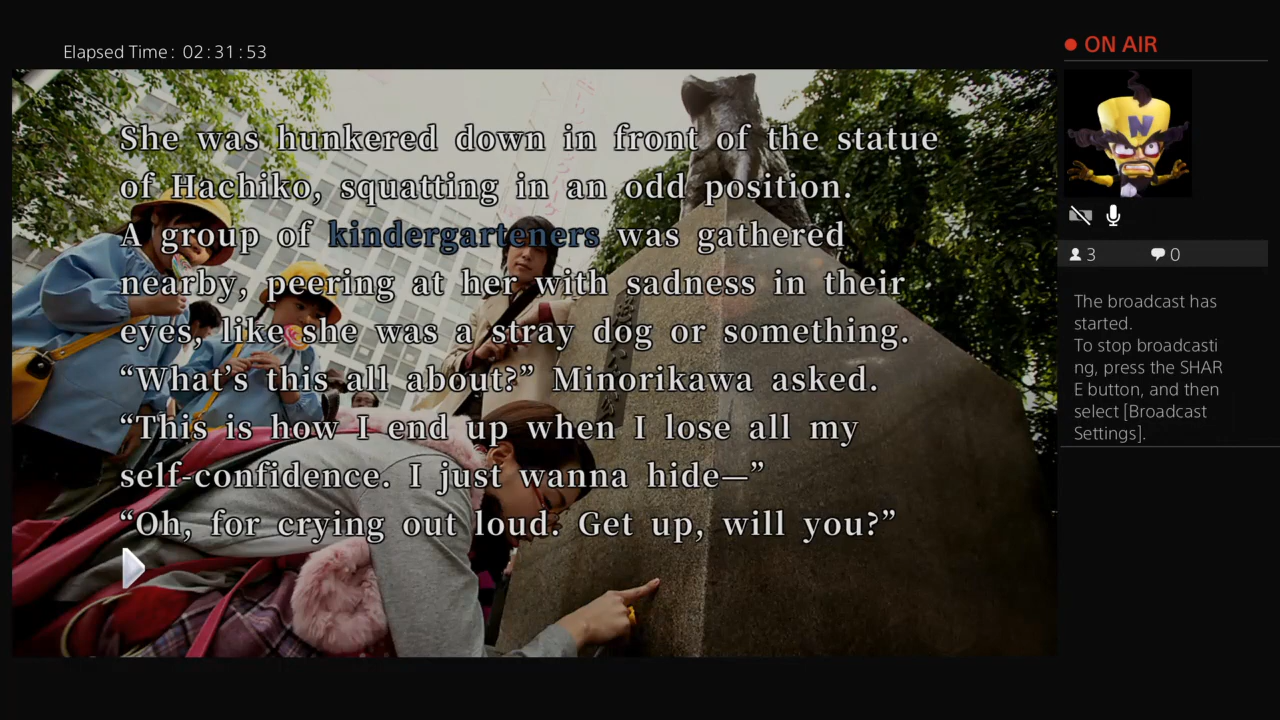 Elapsed Time: 02:31:53
ON AIR
She was hunkered down in front of the statue
of Hachiko, squatting in an odd position.
A group of kindergarteners was gathered
nearby, peering at her with sadness in their
eyes, like she was a stray dog or something.
“What’s this all about?” Minorikawa asked.
“This is how I end up when I lose all my
self-confidence. I just wanna hide—”
“Oh, for crying out loud. Get up, will you?”
N
3
0
The broadcast has
started.
To stop broadcasti
ng, press the SHAR
E button, and then
select [Broadcast
Settings].